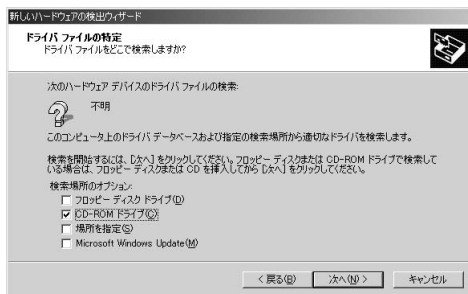 新しいハードウェアの検出ウィザード
ドライバ ファイルの特定
ドライバ ファイルをどこで検索しますか?
次のハードウェア デバイスのドライバ ファイルの検索:
不明
このコンピュータ上のドライバ データベースおよび指定の検索場所から適切なドライバを検索します。
検索を開始するには、[次へ] をクリックしてください。フロッピー ディスクまたは CD-ROM ドライブで検索して
いる場合は、フロッピー ディスクまたは CD を挿入してから [次へ] をクリックしてください。
検索場所のオプション:
フロッピー ディスク ドライブ(D)
CD-ROM ドライブ(C)
場所を指定(S)
Microsoft Windows Update(M)
< 戻る(B)
次へ(N) >
キャンセル